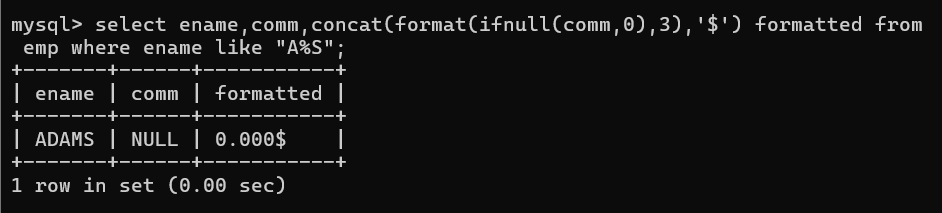 mysql> select ename,comm,concat(format(ifnull(comm,0),3),'$') formatted from
 emp where ename like "A%S";
+-------+------+-----------+
| ename | comm | formatted |
+-------+------+-----------+
| ADAMS | NULL | 0.000$    |
+-------+------+-----------+
1 row in set (0.00 sec)